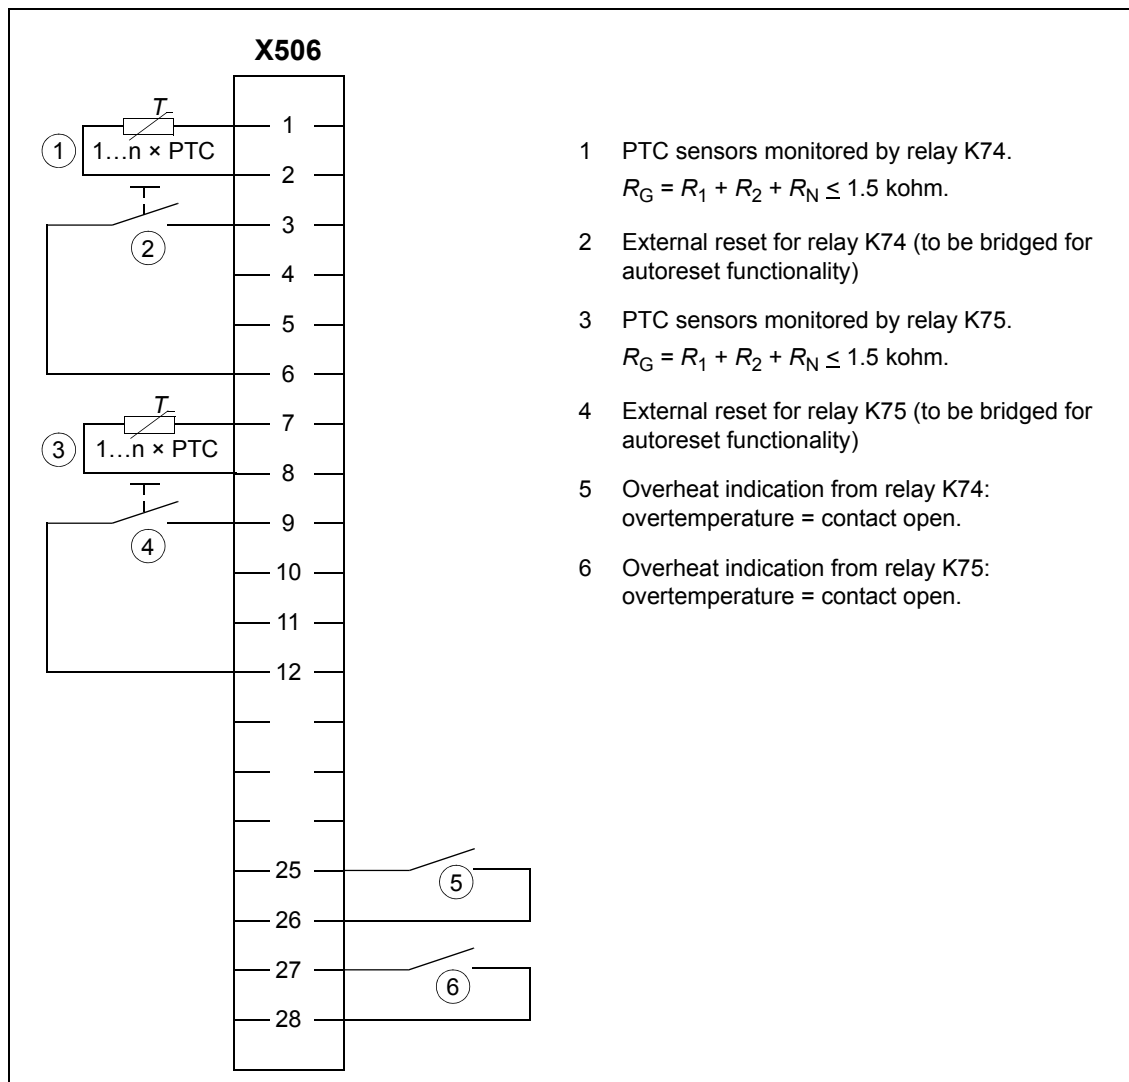 X506
T
1
1
1…n × PTC
2
3
2
4
5
6
T
7
3
1…n × PTC
8
9
4
10
11
12
25
5
26
27
6
28
1 PTC sensors monitored by relay K74.
RG = R1 + R2 + RN ≤ 1.5 kohm.
2 External reset for relay K74 (to be bridged for
autoreset functionality)
3 PTC sensors monitored by relay K75.
RG = R1 + R2 + RN ≤ 1.5 kohm.
4 External reset for relay K75 (to be bridged for
autoreset functionality)
5 Overheat indication from relay K74:
overtemperature = contact open.
6 Overheat indication from relay K75:
overtemperature = contact open.